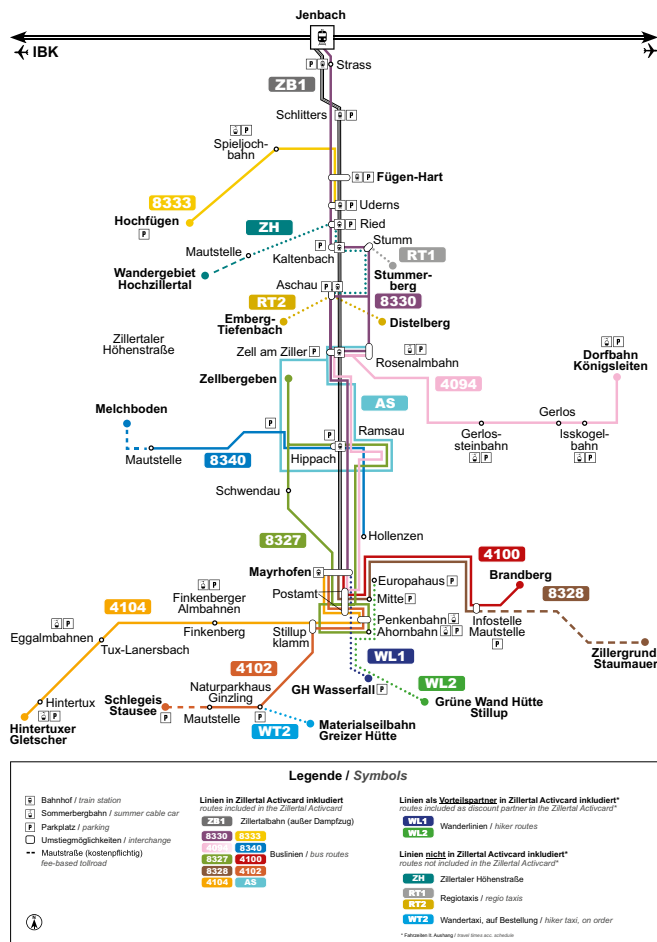 Jenbach
IBK
P
Strass
ZB1
Schlitters
P
P
Spieljoch-
bahn
Fügen-Hart
P
8333
Uderns
P
Hochfügen
P
ZH
Ried
P
Stumm
Mautstelle
P
Kaltenbach
RT1
Wandergebiet
Hochzillertal
Stummer-
berg
Aschau
P
RT2
8330
Emberg-
Tiefenbach
Distelberg
Zillertaler
Höhenstraße
Zell am Ziller
P
P
Rosenalmbahn
P
Dorfbahn
Königsleiten
Zellbergeben
4094
Melchboden
AS
Gerlos
P
Ramsau
P
Gerlos-
steinbahn
P
Isskogel-
bahn
P
Mautstelle
8340
Hippach
Schwendau
8327
Hollenzen
4100
Mayrhofen
P
Europahaus
P
Brandberg
4104
P
Finkenberger
Almbahnen
Postamt
Mitte
P
8328
P
Eggalmbahnen
Finkenberg
Stillup
klamm
Penkenbahn
Ahornbahn
P
Infostelle
Mautstelle
P
Tux-Lanersbach
Zillergrund
Staumauer
4102
WL1
Naturparkhaus
Ginzling
GH Wasserfall
P
WL2
Hintertux
P
Schlegeis
Stausee
P
Mautstelle
P
Grüne Wand Hütte
Stillup
Hintertuxer
Gletscher
WT2
Materialseilbahn
Greizer Hütte
Legende / Symbols
Bahnhof / train station
Sommerbergbahn / summer cable car
P Parkplatz / parking
Umstiegmöglichkeiten / interchange
Mautstraße (kostenpflichtig)
fee-based tollroad
Linien in Zillertal Activcard inkludiert
routes included in the Zillertal Activcard
ZB1 Zillertalbahn (außer Dampfzug)
8330 8333
4094 8340
8327 4100 Buslinien / bus routes
8328 4102
4104 AS
Linien als Vorteilspartner in Zillertal Activcard inkludiert*
routes included as discount partner in the Zillertal Activcard*
WL1 Wanderlinien / hiker routes
WL2
Linien nicht in Zillertal Activcard inkludiert*
routes not included in the Zillertal Activcard*
ZH Zillertaler Höhenstraße
RT1 Regiotaxis / regio taxis
RT2
WT2 Wandertaxi, auf Bestellung / hiker taxi, on order
* Fahrzeiten lt. Aushang / travel times acc. schedule